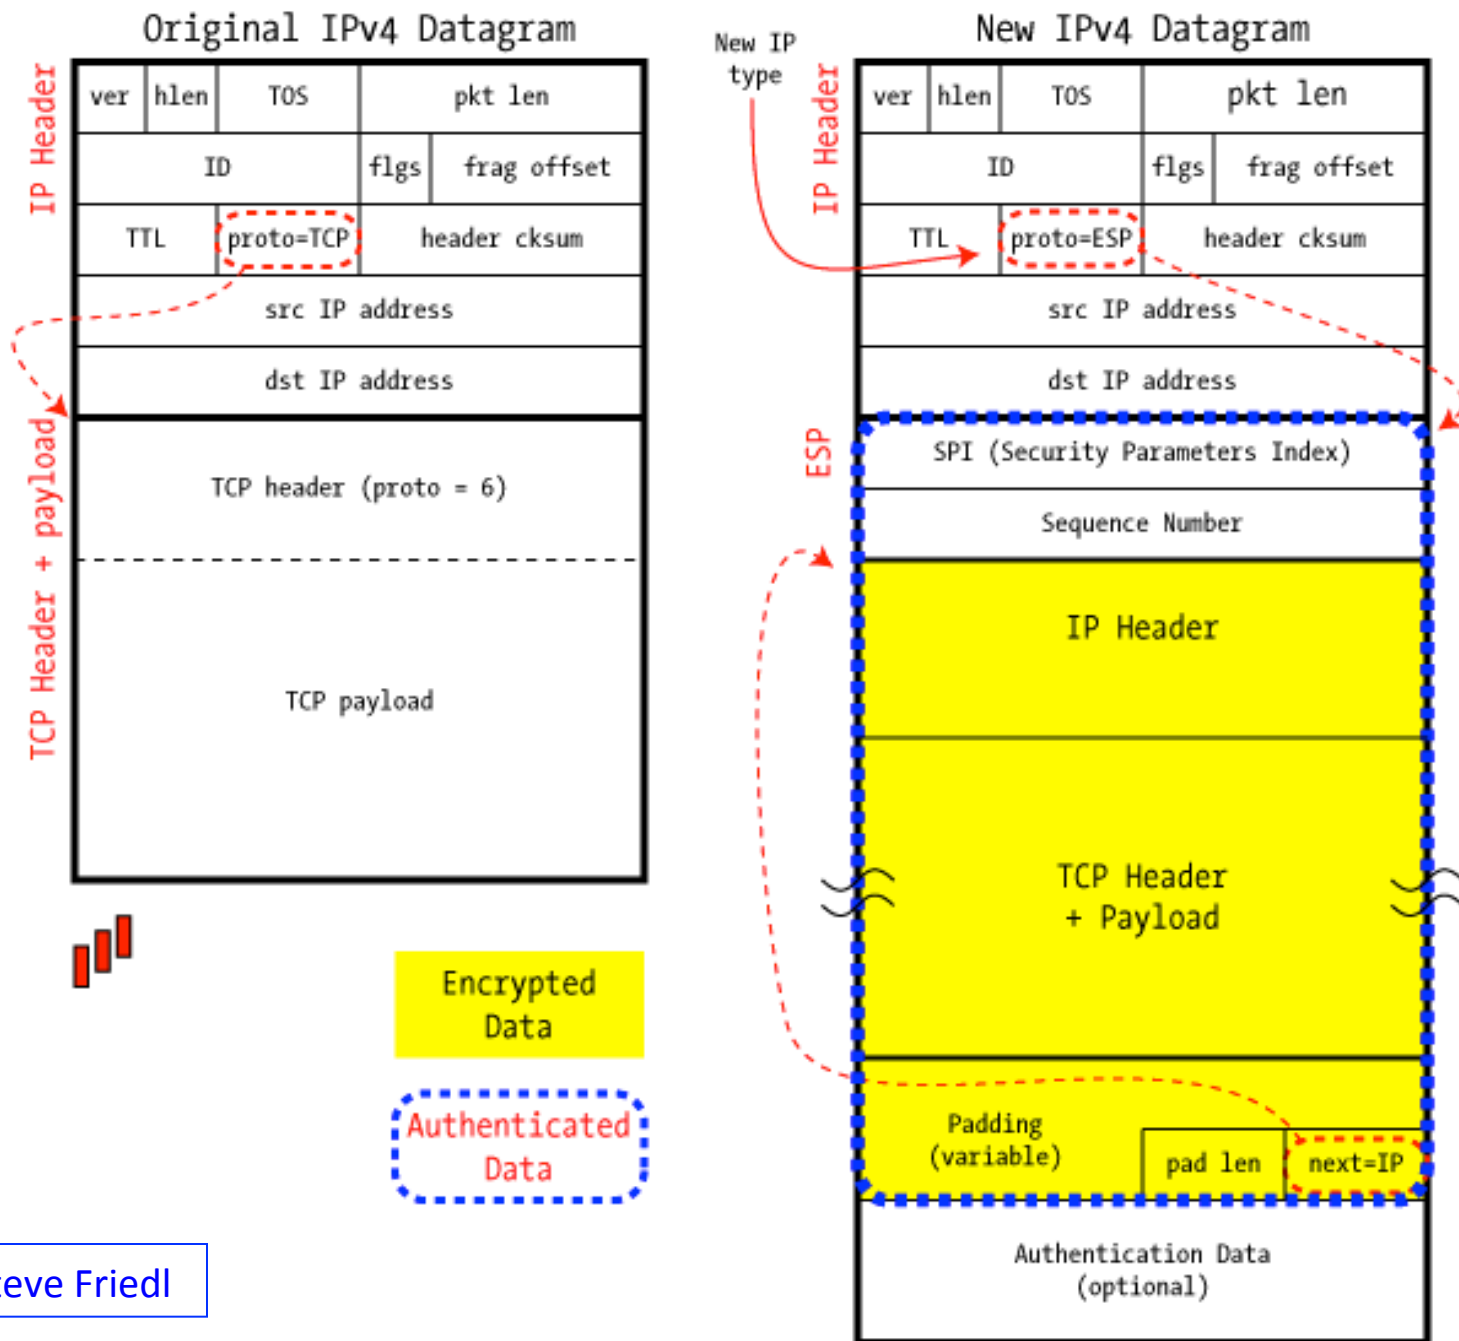 Original IPv4 Datagram
IP Header
ver hlen TOS pkt len
ID flgs frag offset
TTL proto=TCP header cksum
src IP address
dst IP address
TCP Header + payload
TCP header (proto = 6)
TCP payload
Encrypted
Data
Authenticated
Data
Friedl
New IPv4 Datagram
New IP
type
IP Header
ver hlen TOS pkt len
ID flgs frag offset
TTL proto=ESP header cksum
src IP address
dst IP address
ESP
SPI (Security Parameters Index)
Sequence Number
IP Header
TCP Header
+ Payload
Padding
(variable)
pad len next=IP
Authentication Data
(optional)